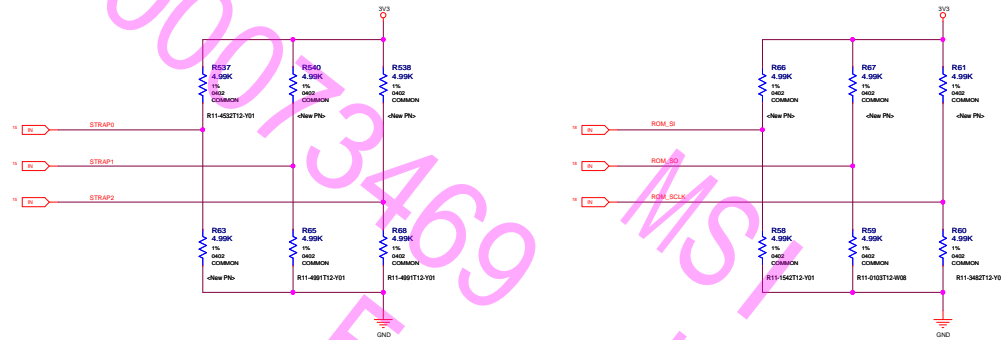 3V3
R537
4.99K
1%
0402
COMMON
R11-4532T12-Y01
R540
4.99K
1%
0402
COMMON
<New PN>
R538
4.99K
1%
0402
COMMON
<New PN>
IN
STRAP0
IN
STRAP1
IN
STRAP2
R63
4.99K
1%
0402
COMMON
<New PN>
R65
4.99K
1%
0402
COMMON
R11-4991T12-Y01
R68
4.99K
1%
0402
COMMON
R11-4991T12-Y01
GND
3V3
R66
4.99K
1%
0402
COMMON
<New PN>
R67
4.99K
1%
0402
COMMON
<New PN>
R61
4.99K
1%
0402
COMMON
<New PN>
IN
ROM_SI
IN
ROM_SO
IN
ROM_SCLK
R58
4.99K
1%
0402
COMMON
R11-1542T12-Y01
R59
4.99K
1%
0402
COMMON
R11-0103T12-W08
R60
4.99K
1%
0402
COMMON
R11-3482T12-Y0
GND
00073469
MSI